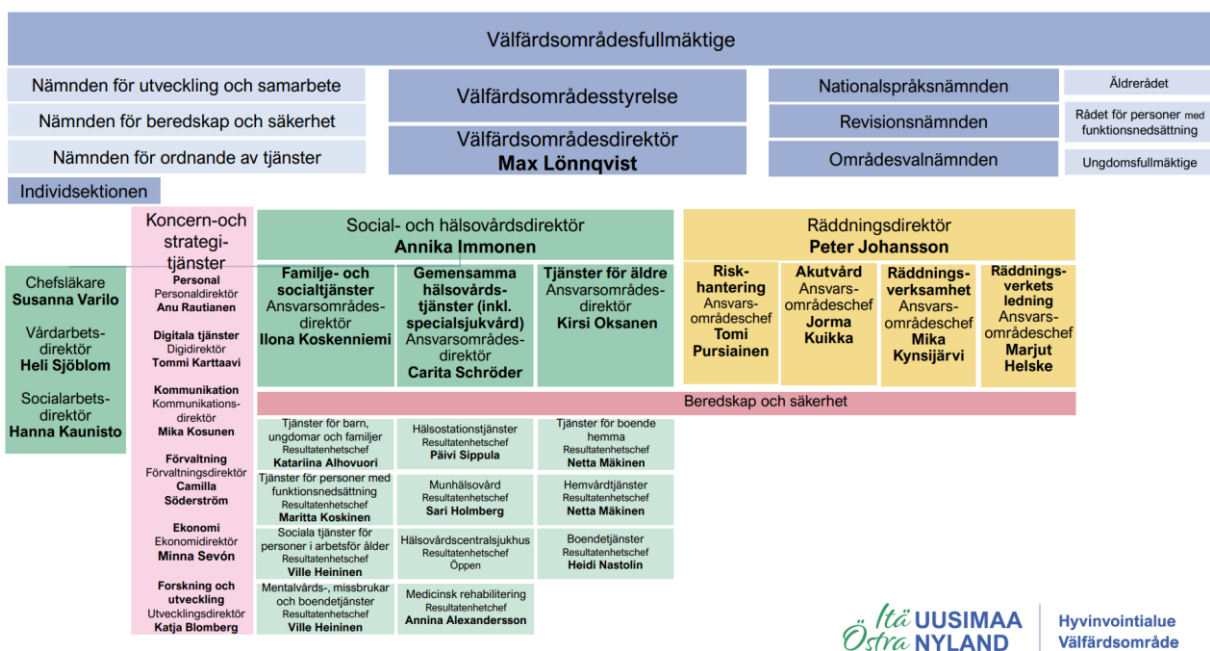 Välfärdsområdesfullmäktige
Nämnden för utveckling och samarbete
Nämnden för beredskap och säkerhet
Nämnden för ordnande av tjänster
Individsektionen
Välfärdsområdesstyrelse
Välfärdsområdesdirektör
Max Lönnqvist
Nationalspråksnämnden
Revisionsnämnden
Områdesvalnämnden
Äldrerådet
Rådet för personer med
funktionsnedsättning
Ungdomsfullmäktige
Chefsläkare
Susanna Varilo
Vårdarbets-
direktör
Heli Sjöblom
Socialarbets-
direktör
Hanna Kaunisto
Koncern-och
strategi-
tjänster
Personal
Personaldirektör
Anu Rautianen
Digitala tjänster
Digidirektör
Tommi Karttaavi
Kommunikation
Kommunikations-
direktör
Mika Kosunen
Förvaltning
Förvaltningsdirektör
Camilla
Söderström
Ekonomi
Ekonomidirektör
Minna Sevón
Forskning och
utveckling
Utvecklingsdirektör
Katja Blomberg
Social- och hälsovårdsdirektör
Annika Immonen
Familje- och
socialtjänster
Ansvarsområdes-
direktör
Ilona Koskenniemi
Gemensamma
hälsovårds-
tjänster (inkl.
specialsjukvård)
Ansvarsområdes-
direktör
Carita Schröder
Tjänster för äldre
Ansvarsområdes-
direktör
Kirsi Oksanen
Räddningsdirektör
Peter Johansson
Risk-
hantering
Ansvars-
områdeschef
Tomi
Pursiainen
Akutvård
Ansvars-
områdeschef
Jorma
Kuikka
Räddnings-
verksamhet
Ansvars-
områdeschef
Mika
Kynsijärvi
Räddnings-
verkets
ledning
Ansvars-
områdeschef
Marjut
Helske
Beredskap och säkerhet
Tjänster för barn,
ungdomar och familjer
Resultatenhetschef
Katariina Alhovuori
Tjänster för personer med
funktionsnedsättning
Resultatenhetschef
Maritta Koskinen
Sociala tjänster för
personer i arbetsför ålder
Resultatenhetschef
Ville Heininen
Mentalvårds-, missbrukar
och boendetjänster
Resultatenhetschef
Ville Heininen
Hälsostationstjänster
Resultatenhetschef
Päivi Sippula
Munhälsovård
Resultatenhetschef
Sari Holmberg
Hälsovårdscentralsjukhus
Resultatenhetschef
Öppen
Medicinsk rehabilitering
Resultatenhetchef
Annina Alexandersson
Tjänster för boende
hemma
Resultatenhetschef
Netta Mäkinen
Hemvårdtjänster
Resultatenhetschef
Netta Mäkinen
Boendetjänster
Resultatenhetschef
Heidi Nastolin
Itä UUSIMAA
Östra NYLAND
Hyvinvointialue
Välfärdsområde